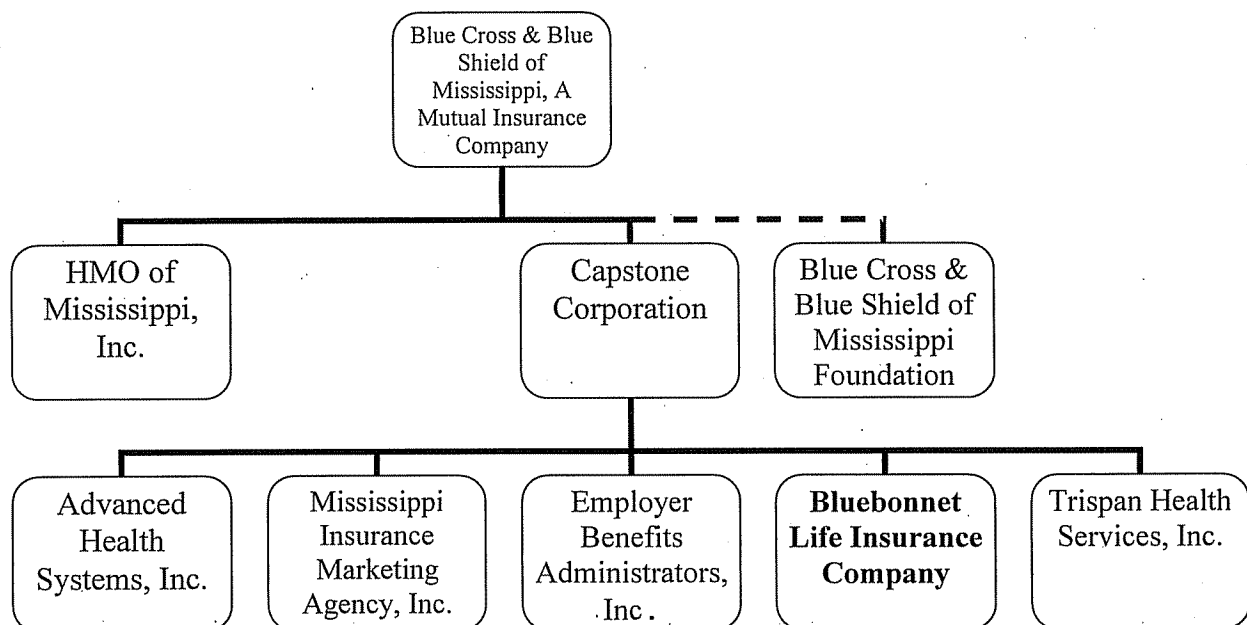 Blue Cross & Blue
Shield of
Mississippi, A
Mutual Insurance
Company
HMO of
Mississippi,
Inc.
Capstone
Corporation
Blue Cross &
Blue Shield of
Mississippi
Foundation
Advanced
Health
Systems, Inc.
Mississippi
Insurance
Marketing
Agency, Inc.
Employer
Benefits
Administrators,
Inc.
Bluebonnet
Life Insurance
Company
Trispan Health
Services, Inc.